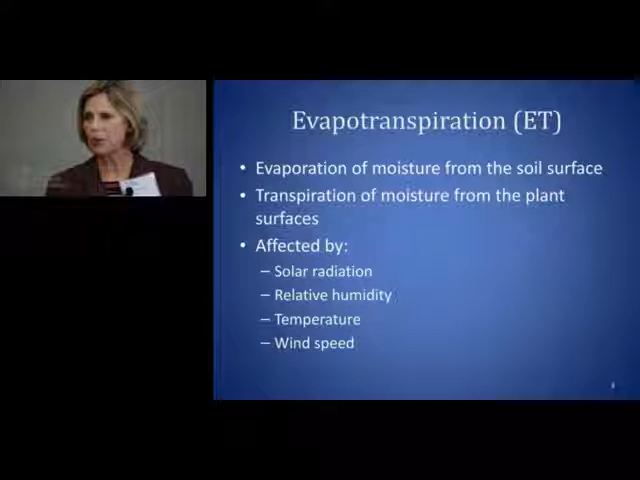 Evapotranspiration (ET)
• Evaporation of moisture from the soil surface
• Transpiration of moisture from the plant
surfaces
• Affected by:
– Solar radiation
– Relative humidity
– Temperature
– Wind speed